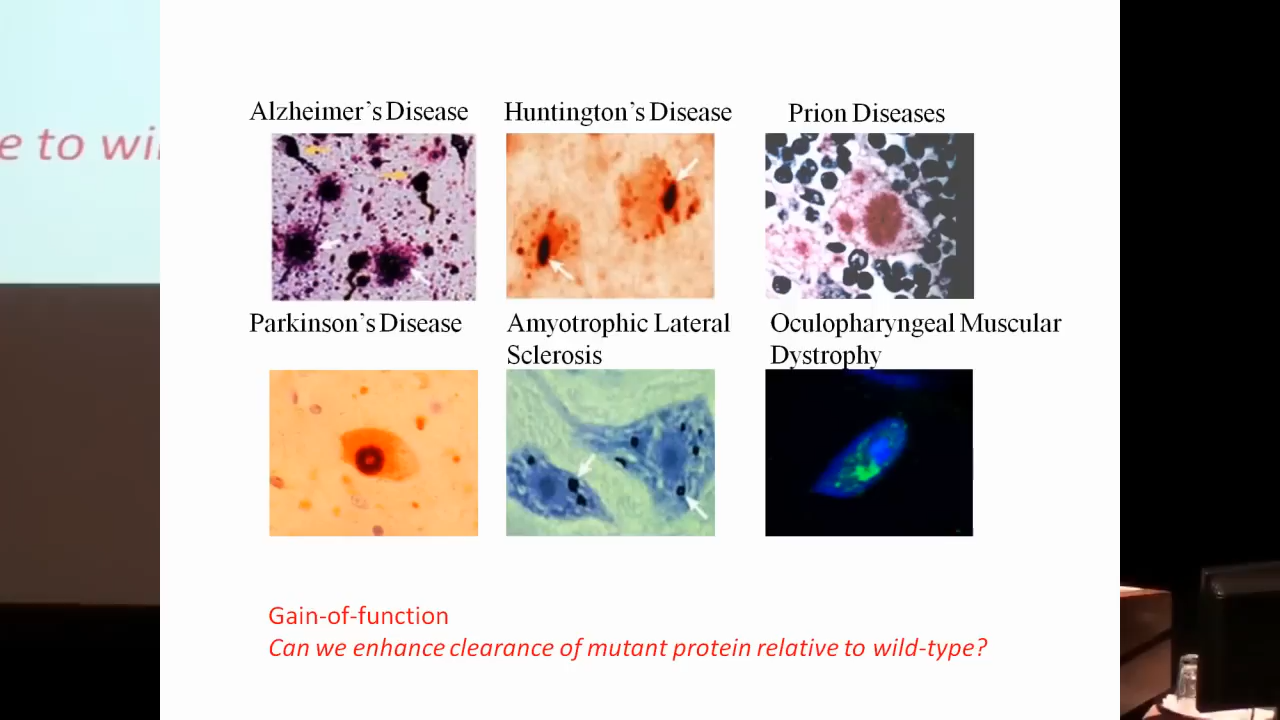 e to wi
Alzheimer's Disease
Huntington's Disease
Prion Diseases
Parkinson's Disease
Amyotrophic Lateral
Sclerosis
Oculopharyngeal Muscular
Dystrophy
Gain-of-function
Can we enhance clearance of mutant protein relative to wild-type?